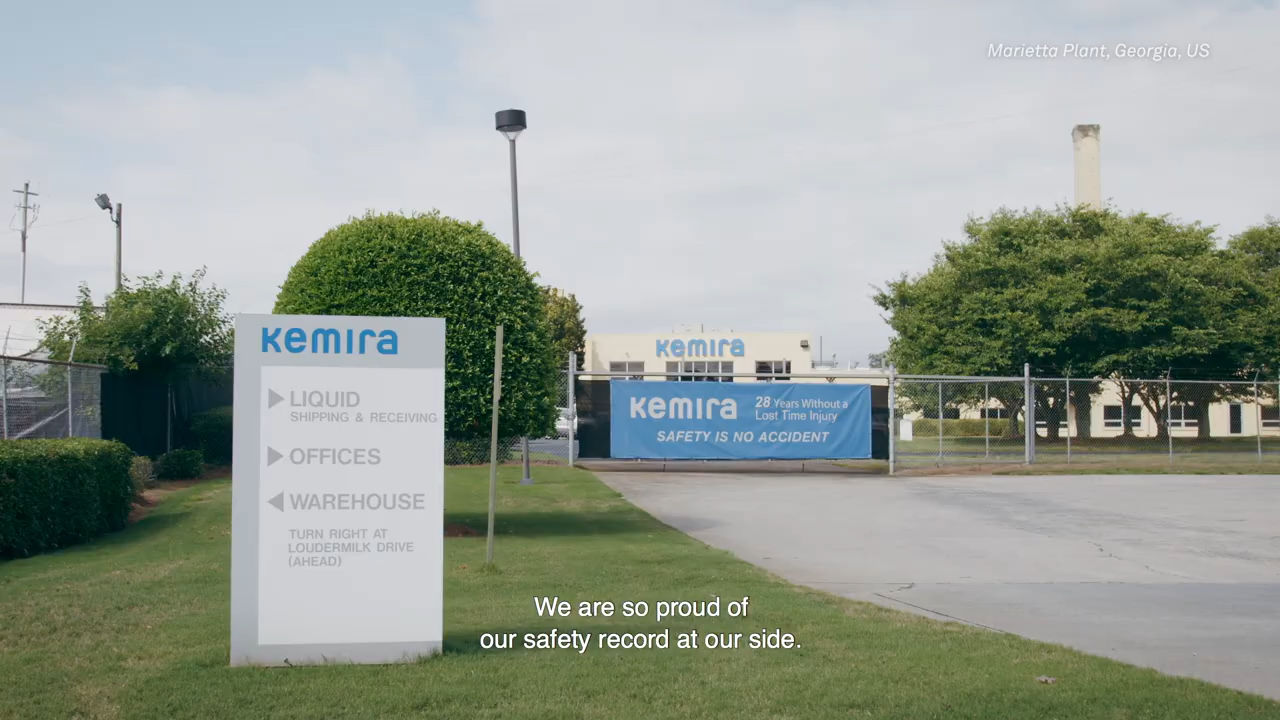 Marietta Plant, Georgia, US
kemira
LIQUID
SHIPPING & RECEIVING
OFFICES
WAREHOUSE
TURN RIGHT AT
LOUDERMILK DRIVE
(AHEAD)
kemira
kemira
28 Years Without a
Lost Time Injury
SAFETY IS NO ACCIDENT
We are so proud of
our safety record at our side.